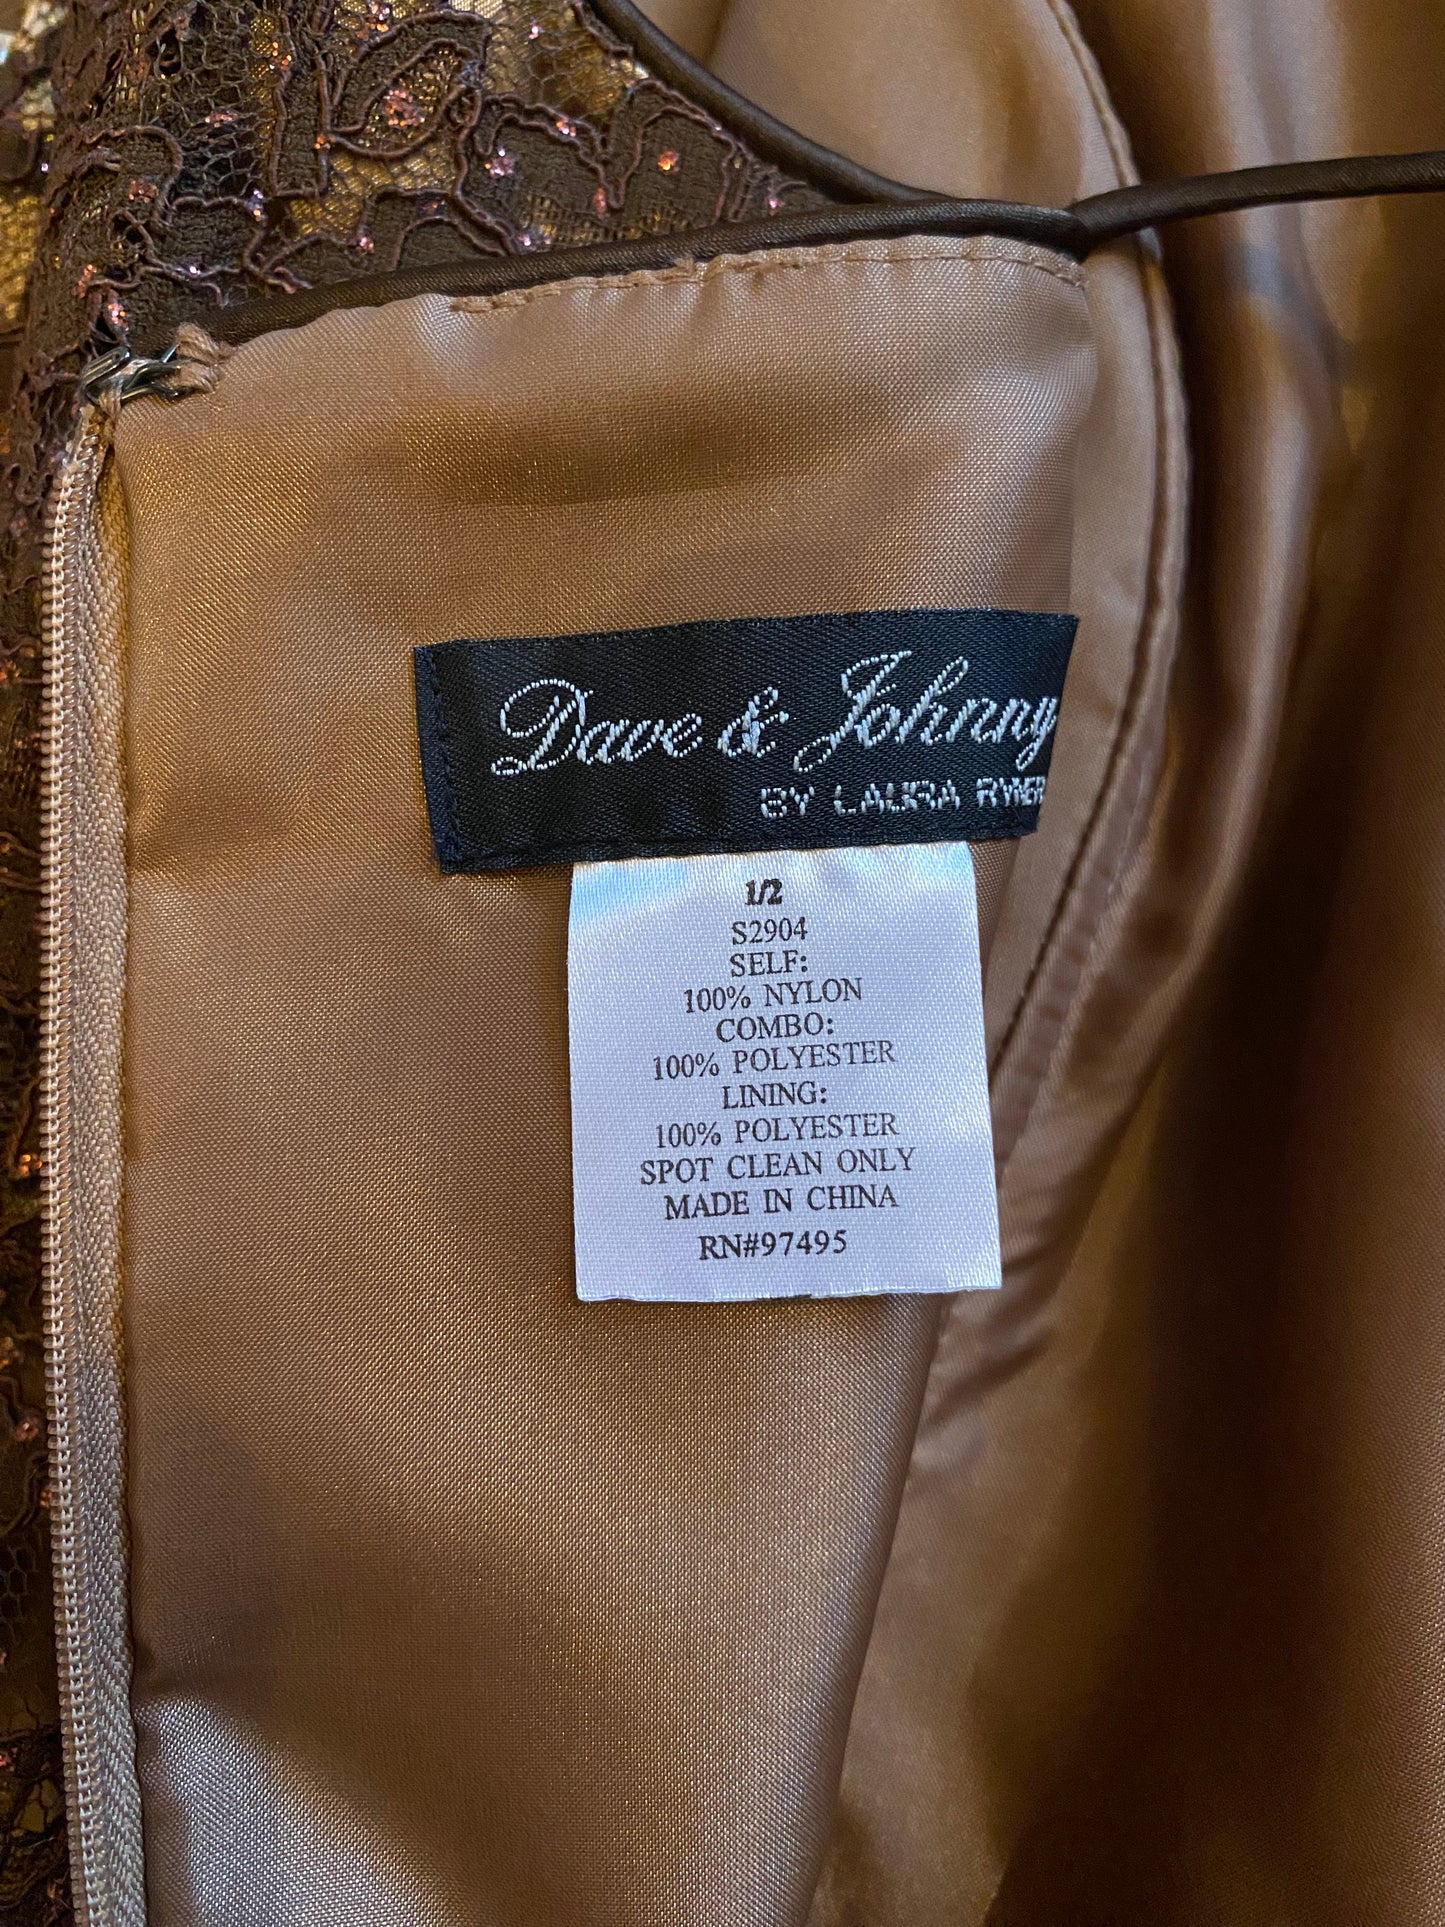 Dave & Johnny
BY LAURA
1/2
S2904
SELF:
100% NYLON
COMBO:
100% POLYESTER
LINING:
100% POLYESTER
SPOT CLEAN ONLY
MADE IN CHINA
RN#97495